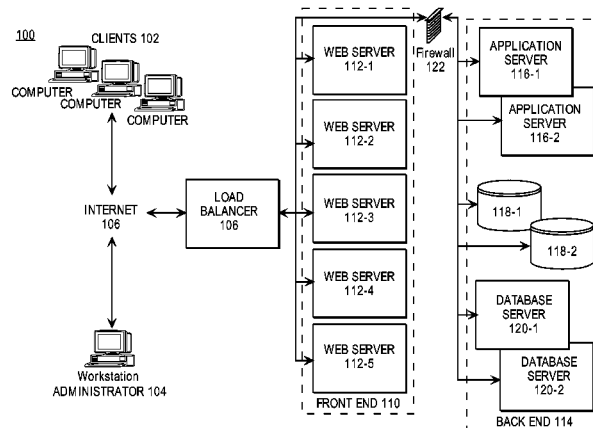 100
CLIENTS 102
COMPUTER
COMPUTER
COMPUTER
INTERNET
106
LOAD
BALANCER
106
Workstation
ADMINISTRATOR 104
WEB SERVER
112-1
WEB SERVER
112-2
WEB SERVER
112-3
WEB SERVER
112-4
WEB SERVER
112-5
FRONT END 110
Firewall
122
APPLICATION
SERVER
116-1
APPLICATION
SERVER
116-2
118-1
118-2
DATABASE
SERVER
120-1
DATABASE
SERVER
120-2
BACK END 114